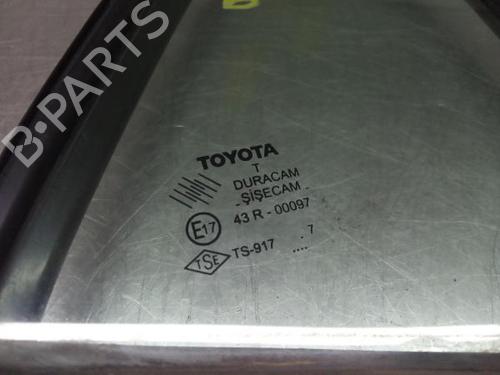 B-PARTS
TOYOTA
T
DURACAM
-ŞİŞECAM-
E17 43 R - 00097
TSE TS-917 . 7
....